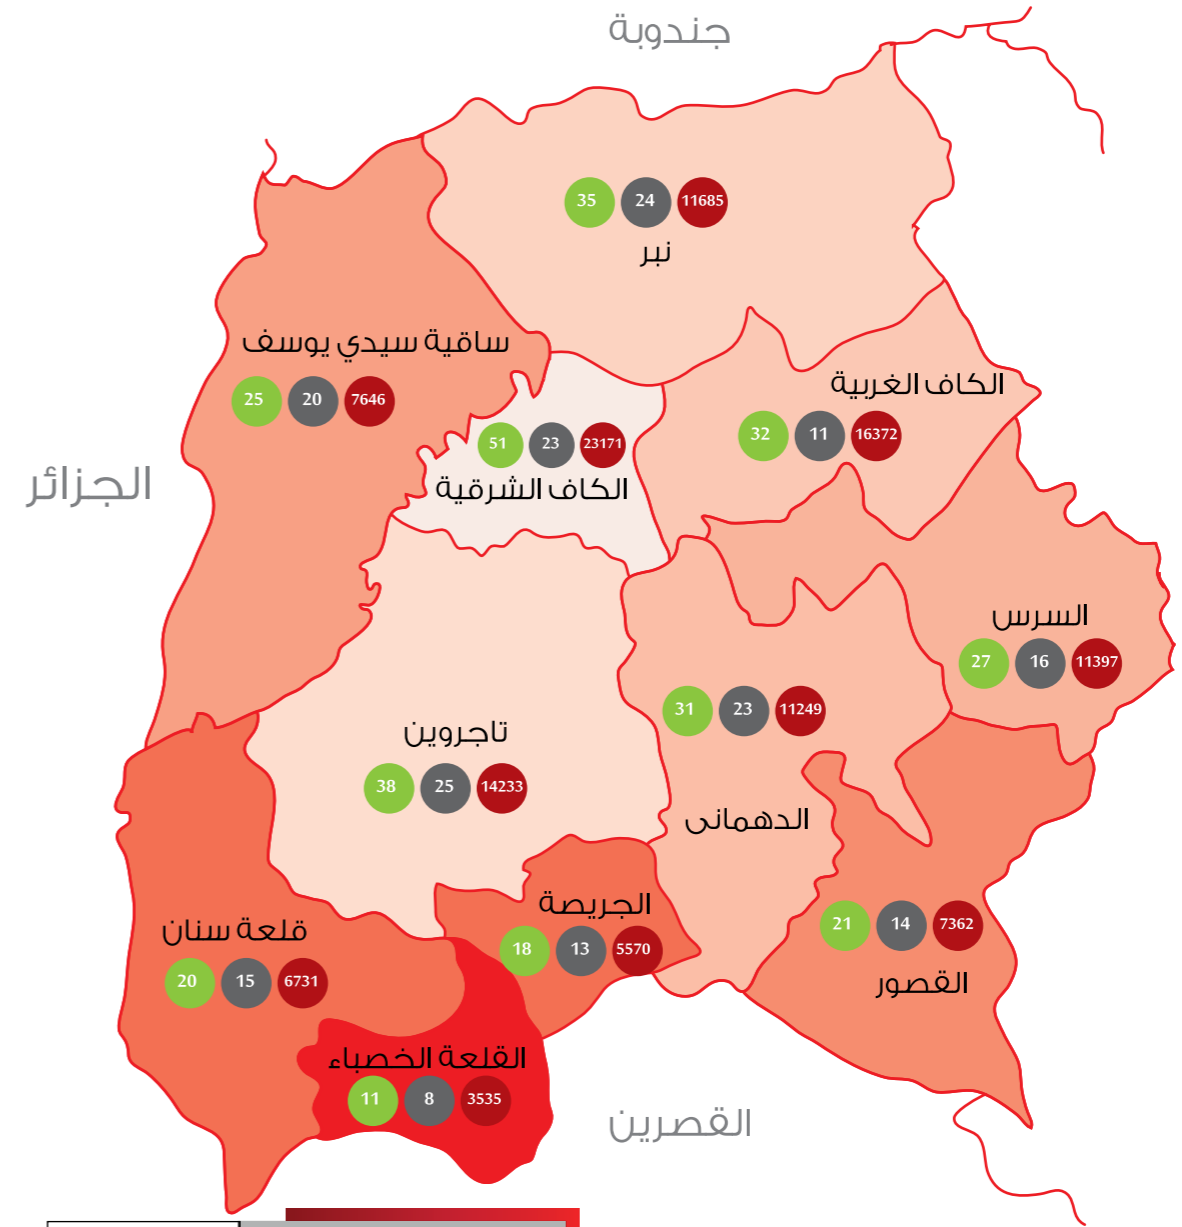 جندوبة
35 24 11685
نبر
ساقية سيدي يوسف
25 20 7646
الكاف الغربية
32 11 16372
51 23 23171
الكاف الشرقية
الجزائر
السرس
27 16 11397
31 23 11249
الدهمانى
تاجروين
38 25 14233
الجريصة
18 13 5570
21 14 7362
القصور
قلعة سنان
20 15 6731
القلعة الخصباء
11 8 3535
القصرين